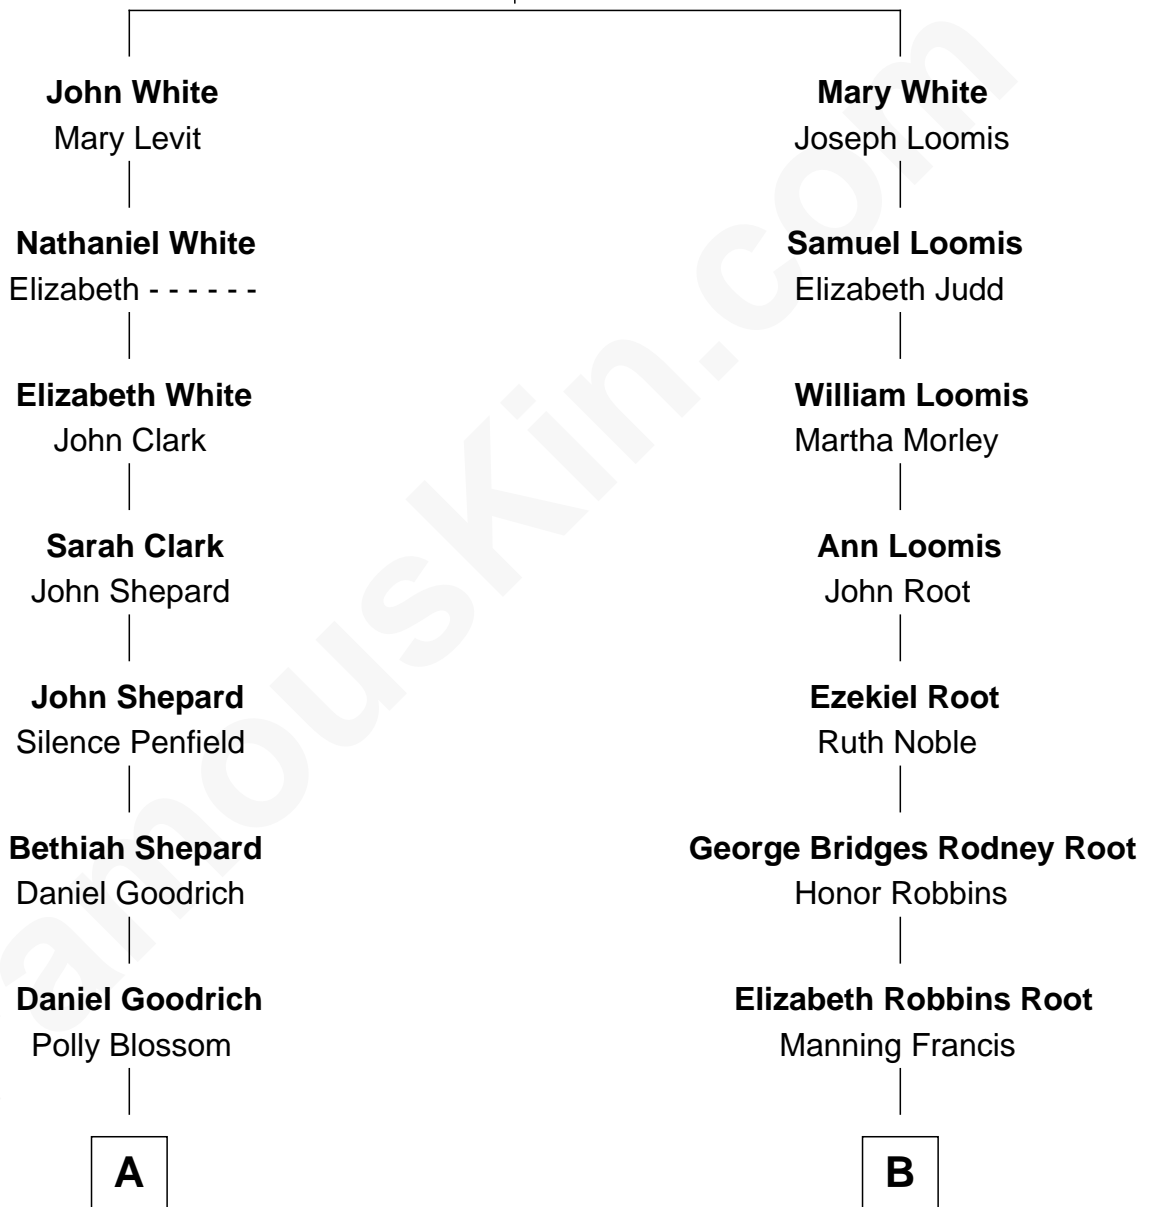 John White
Mary Levit
Nathaniel White
Elizabeth - - - - - -
Elizabeth White
John Clark
Sarah Clark
John Shepard
John Shepard
Silence Penfield
Bethiah Shepard
Daniel Goodrich
Daniel Goodrich
Polly Blossom
A
Mary White
Joseph Loomis
Samuel Loomis
Elizabeth Judd
William Loomis
Martha Morley
Ann Loomis
John Root
Ezekiel Root
Ruth Noble
George Bridges Rodney Root
Honor Robbins
Elizabeth Robbins Root
Manning Francis
B
amousKin.com